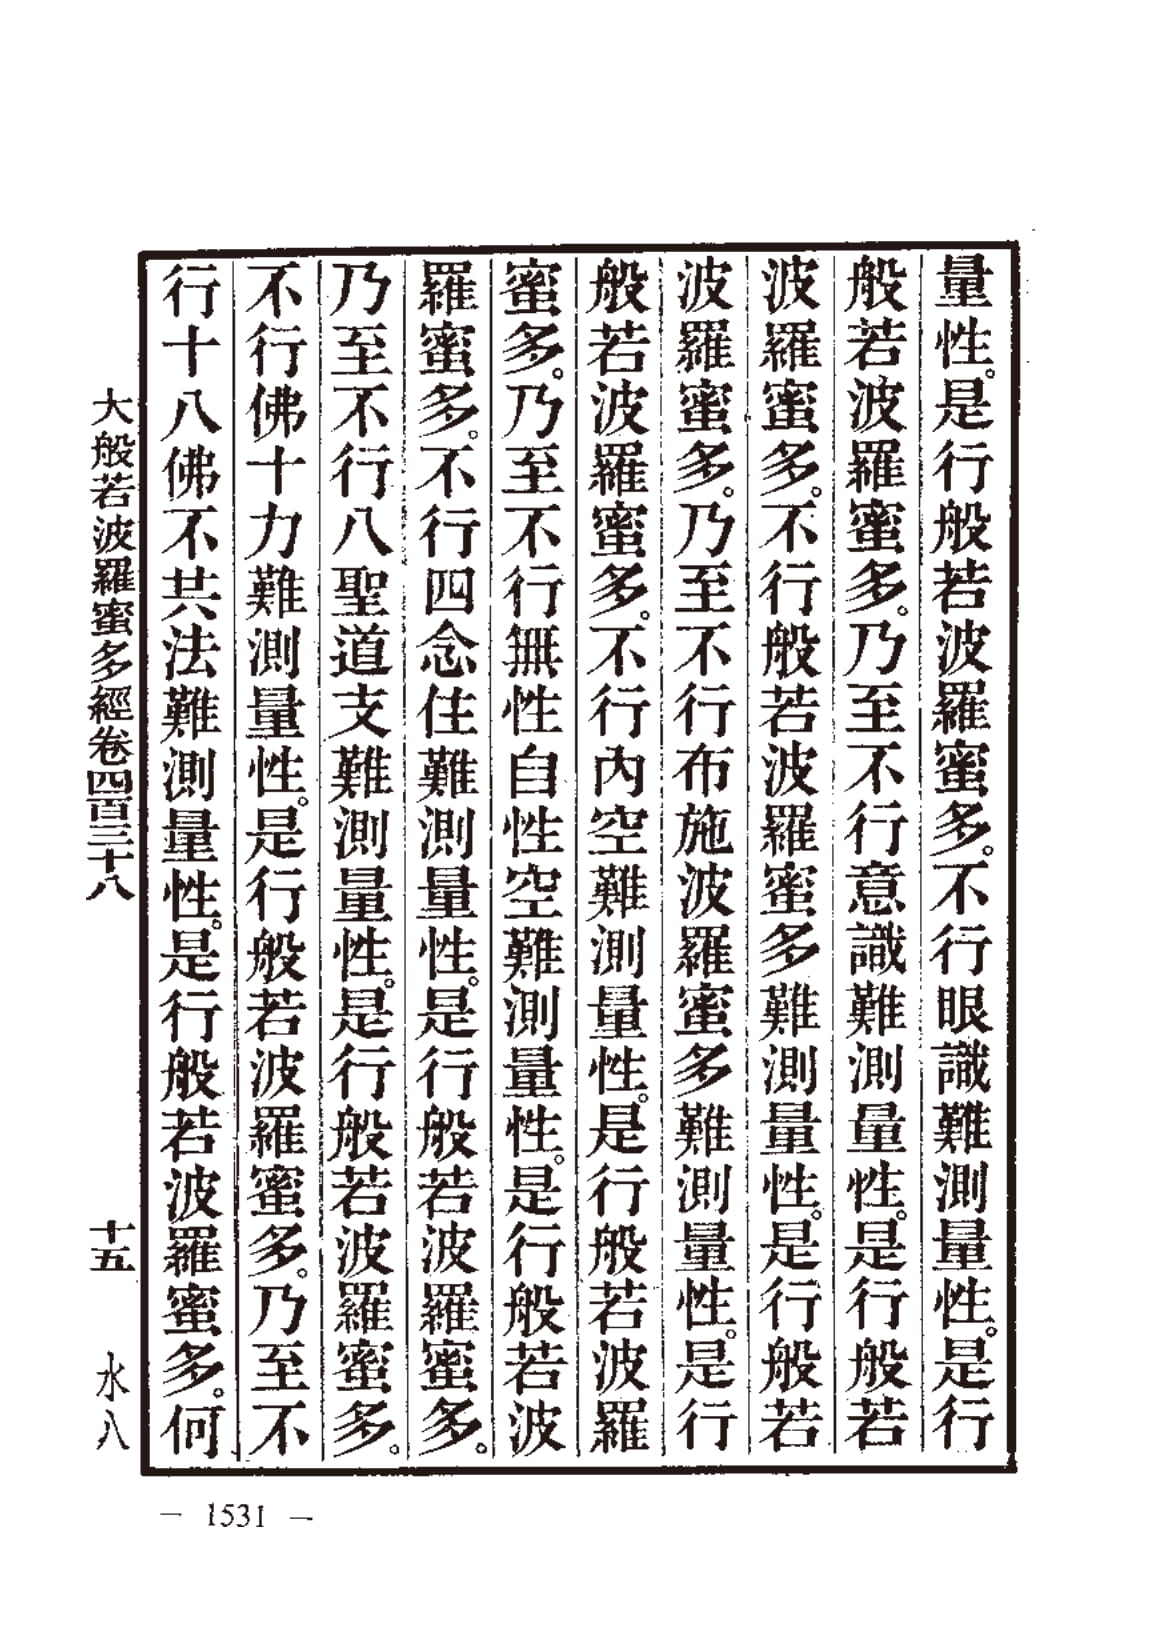 量性。是行般若波羅蜜多。不行眼識難測量性。是行
般若波羅蜜多。乃至不行意識難測量性。是行般若
波羅蜜多。不行般若波羅蜜多難測量性。是行般若
波羅蜜多。乃至不行布施波羅蜜多難測量性。是行
般若波羅蜜多。不行內空難測量性。是行般若波羅
蜜多。乃至不行無性自性空難測量性。是行般若波
羅蜜多。不行四念住難測量性。是行般若波羅蜜多。
乃至不行八聖道支難測量性。是行般若波羅蜜多。
不行佛十力難測量性。是行般若波羅蜜多。乃至不
行十八佛不共法難測量性。是行般若波羅蜜多。何
大般若波羅蜜多經卷四百三十八 十五 水八
— 1531 —